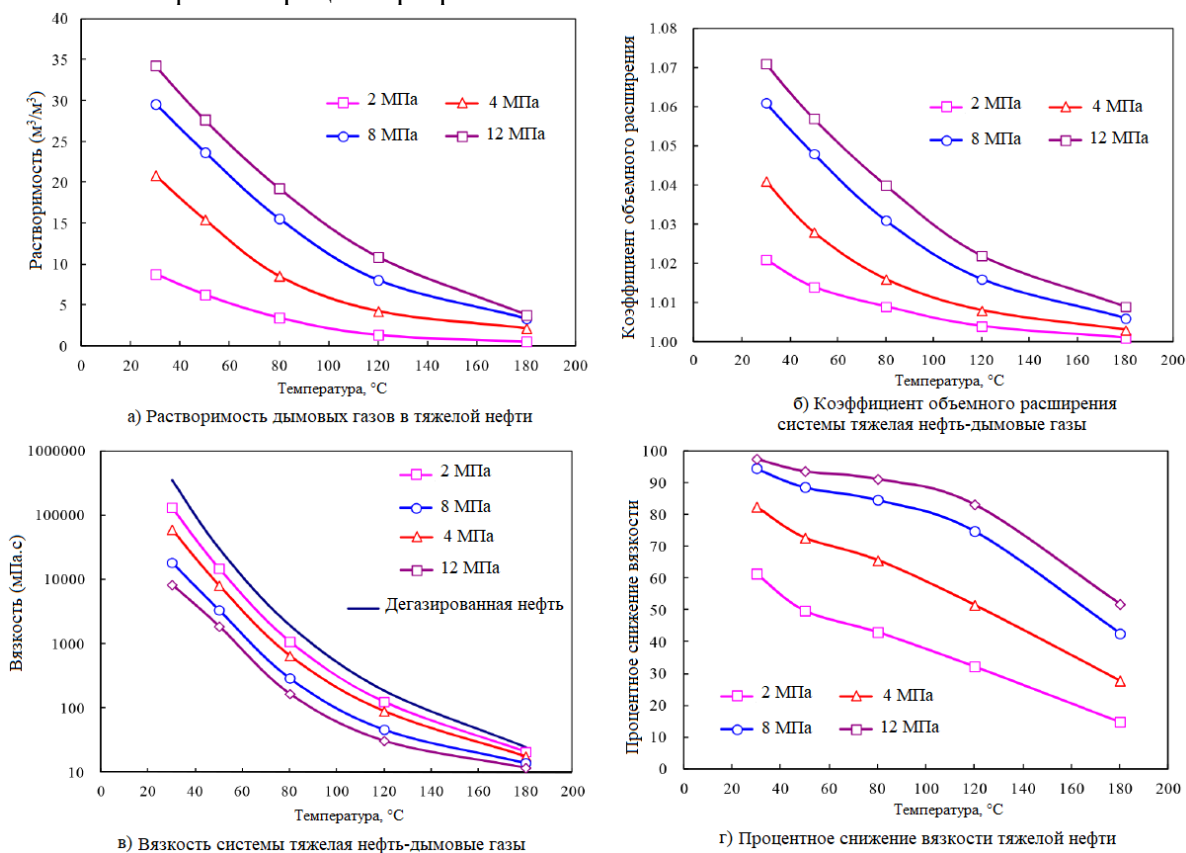 40
35
30
25
20
15
10
5
0
Растворимость (м³/м³)
2 МПа
4 МПа
8 МПа
12 МПа
0 20 40 60 80 100 120 140 160 180 200
Температура, °C
а) Растворимость дымовых газов в тяжелой нефти
1.08
1.07
1.06
1.05
1.04
1.03
1.02
1.01
1.00
Коэффициент объемного расширения
2 МПа
4 МПа
8 МПа
12 МПа
0 20 40 60 80 100 120 140 160 180 200
Температура, °C
б) Коэффициент объемного расширения
системы тяжелая нефть-дымовые газы
1000000
100000
10000
1000
100
10
Вязкость (мПа.с)
2 МПа
8 МПа
4 МПа
12 МПа
Дегазированная нефть
0 20 40 60 80 100 120 140 160 180 200
Температура, °C
в) Вязкость системы тяжелая нефть-дымовые газы
100
90
80
70
60
50
40
30
20
10
0
Процентное снижение вязкости
2 МПа
4 МПа
8 МПа
12 МПа
0 20 40 60 80 100 120 140 160 180 200
Температура, °C
г) Процентное снижение вязкости тяжелой нефти